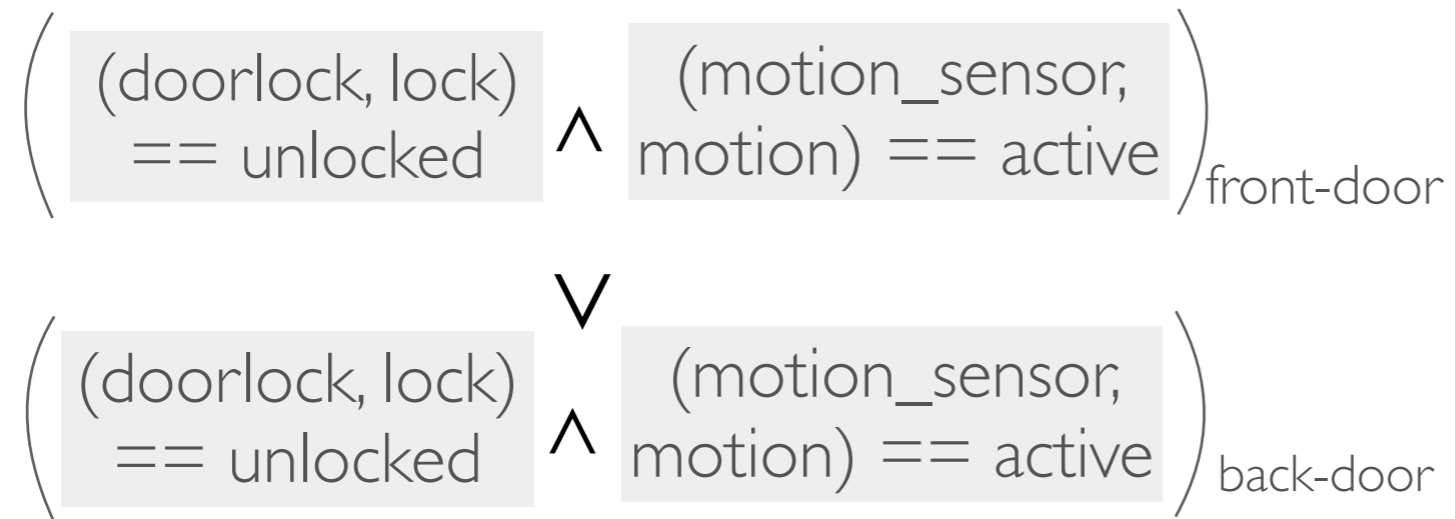 ( (doorlock, lock) == unlocked ∧ (motion_sensor, motion) == active ) front-door
∨
( (doorlock, lock) == unlocked ∧ (motion_sensor, motion) == active ) back-door